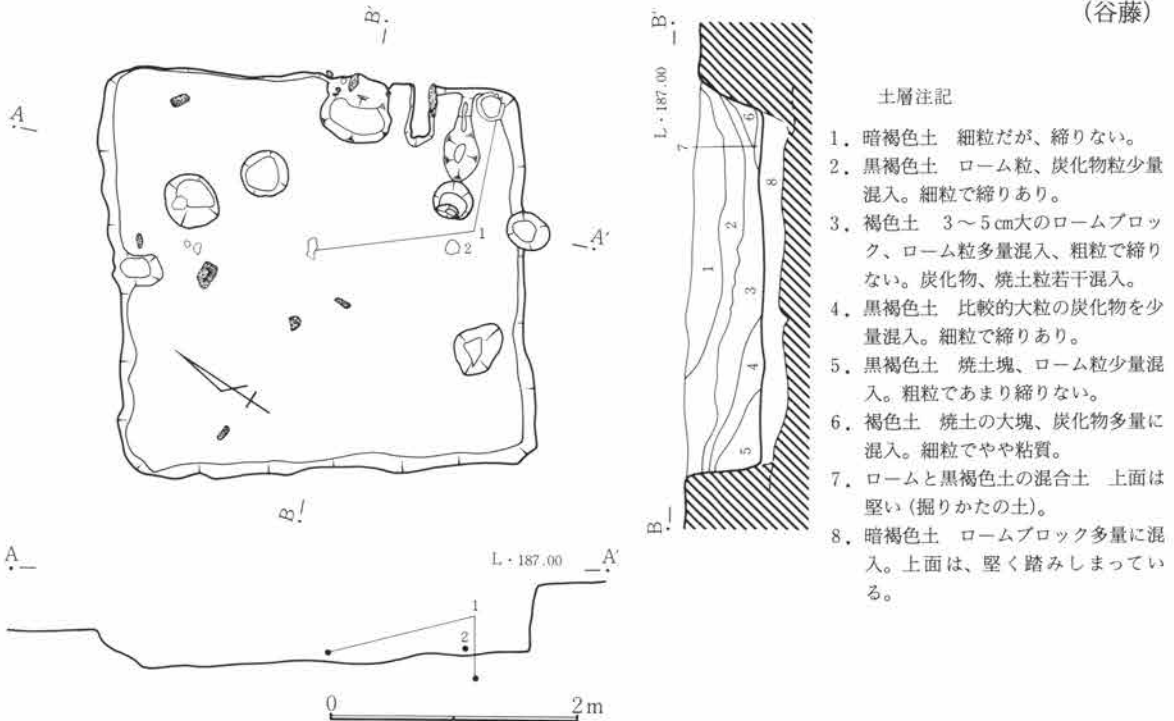 (谷藤)
B′
B′
A
A′
1
2
B
L・187.00
7
6
8
2
1
3
4
5
B
土層注記
1．暗褐色土　細粒だが、締りない。
2．黒褐色土　ローム粒、炭化物粒少量
混入。細粒で締りあり。
3．褐色土　3～5㎝大のロームブロッ
ク、ローム粒多量混入、粗粒で締り
ない。炭化物、焼土粒若干混入。
4．黒褐色土　比較的大粒の炭化物を少
量混入。細粒で締りあり。
5．黒褐色土　焼土塊、ローム粒少量混
入。粗粒であまり締りない。
6．褐色土　焼土の大塊、炭化物多量に
混入。細粒でやや粘質。
7．ロームと黒褐色土の混合土　上面は
堅い（掘りかたの土）。
8．暗褐色土　ロームブロック多量に混
入。上面は、堅く踏みしまってい
る。
A
L・187.00
A′
1
2
0
2m